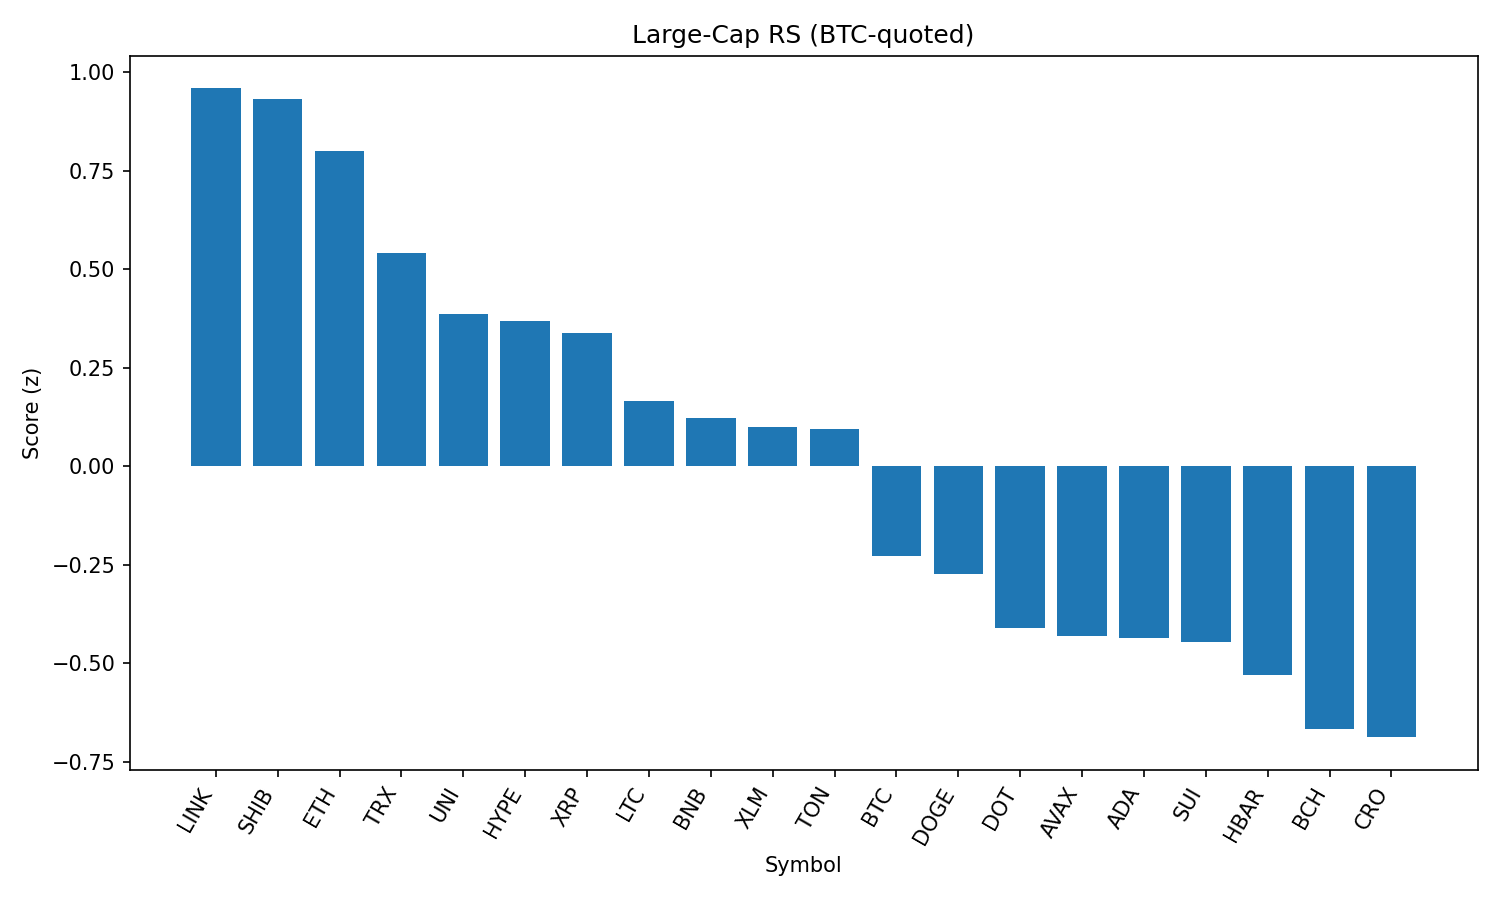 Large-Cap RS (BTC-quoted)
Score (z)
1.00
0.75
0.50
0.25
0.00
−0.25
−0.50
−0.75
LINK
SHIB
ETH
TRX
UNI
HYPE
XRP
LTC
BNB
XLM
TON
BTC
DOGE
DOT
AVAX
ADA
SUI
HBAR
BCH
CRO
Symbol